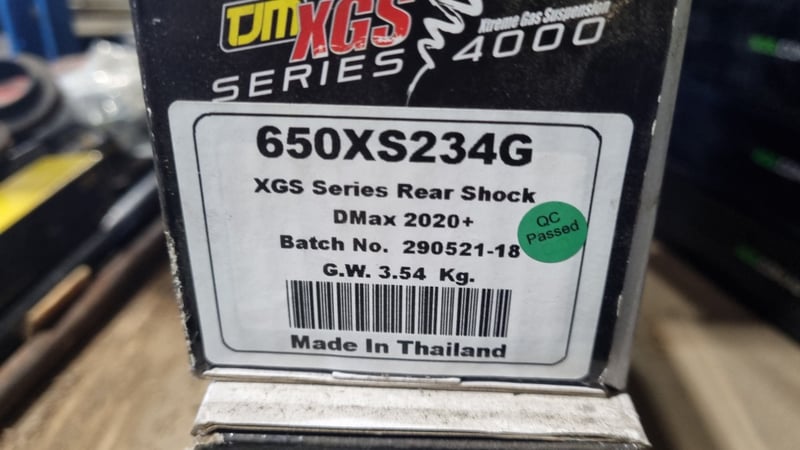 TJM XGS
Xtreme Gas Suspension
SERIES 4000
650XS234G
XGS Series Rear Shock
DMax 2020+
QC
Passed
Batch No. 290521-18
G.W. 3.54 Kg.
Made In Thailand